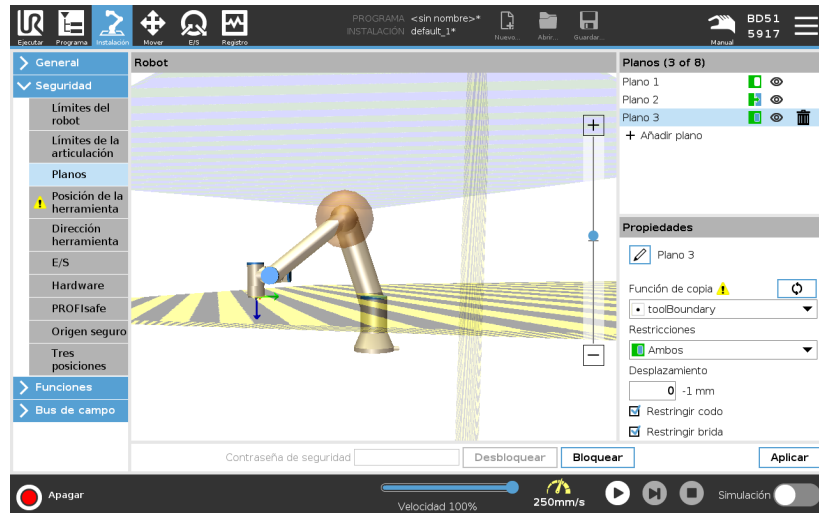 PROGRAMA <sin nombre>*
INSTALACIÓN default_1*
BD51
5917
Ejecutar
Programa
Instalación
Mover
E/S
Registro
Nuevo...
Abrir...
Guardar...
Manual
General
Seguridad
Límites del
robot
Límites de la
articulación
Planos
Posición de la
herramienta
Dirección
herramienta
E/S
Hardware
PROFIsafe
Origen seguro
Tres
posiciones
Funciones
Bus de campo
Robot
+
−
Planos (3 of 8)
Plano 1
Plano 2
Plano 3
+ Añadir plano
Propiedades
Plano 3
Función de copia
toolBoundary
Restricciones
Ambos
Desplazamiento
0 -1 mm
Restringir codo
Restringir brida
Contraseña de seguridad
Desbloquear
Bloquear
Aplicar
Apagar
Velocidad 100%
250mm/s
Simulación